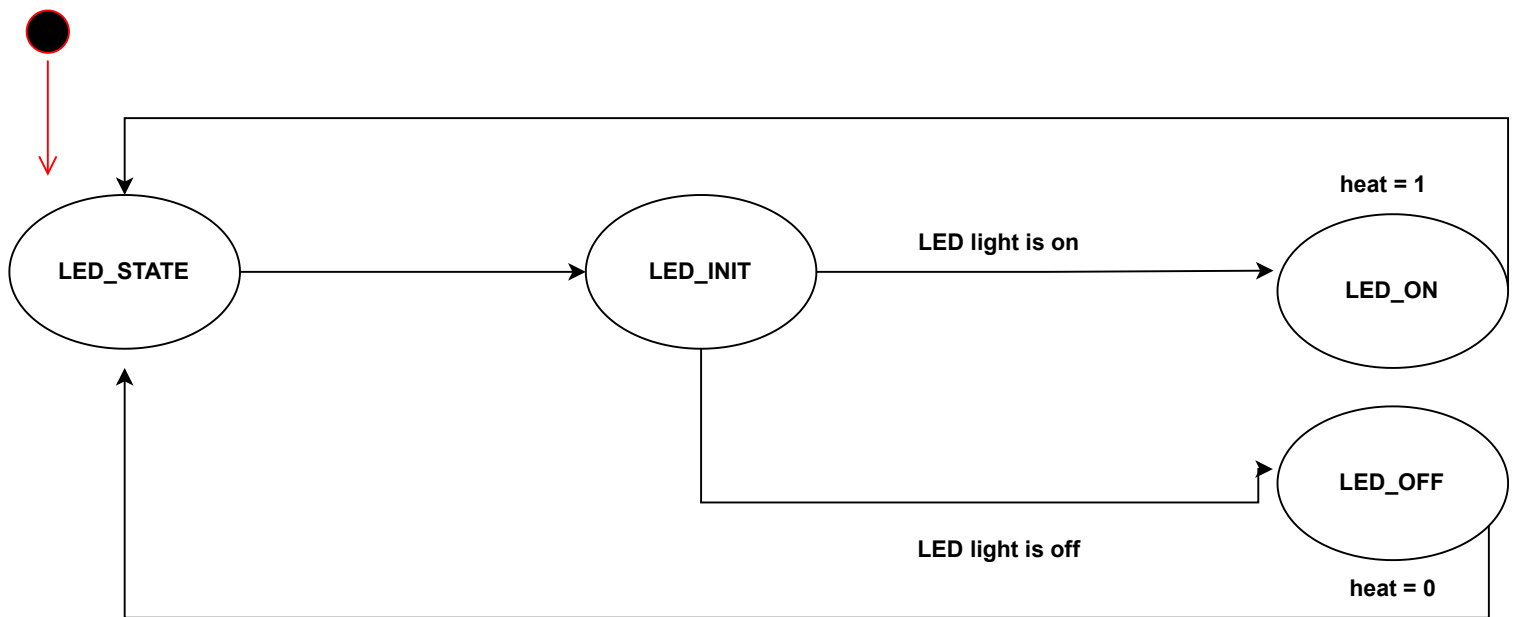 heat = 1
LED light is on
LED_STATE
LED_INIT
LED_ON
LED_OFF
LED light is off
heat = 0